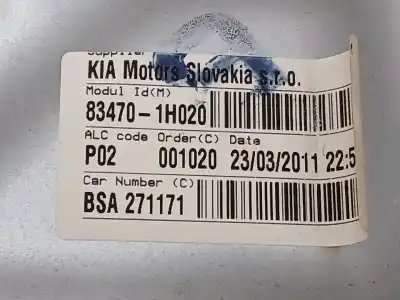 Supplier
KIA Motors Slovakia s.r.o.
Modul Id(M)
83470-1H020
ALC code Order(C) Date
P02 001020 23/03/2011 22:5
Car Number (C)
BSA 271171